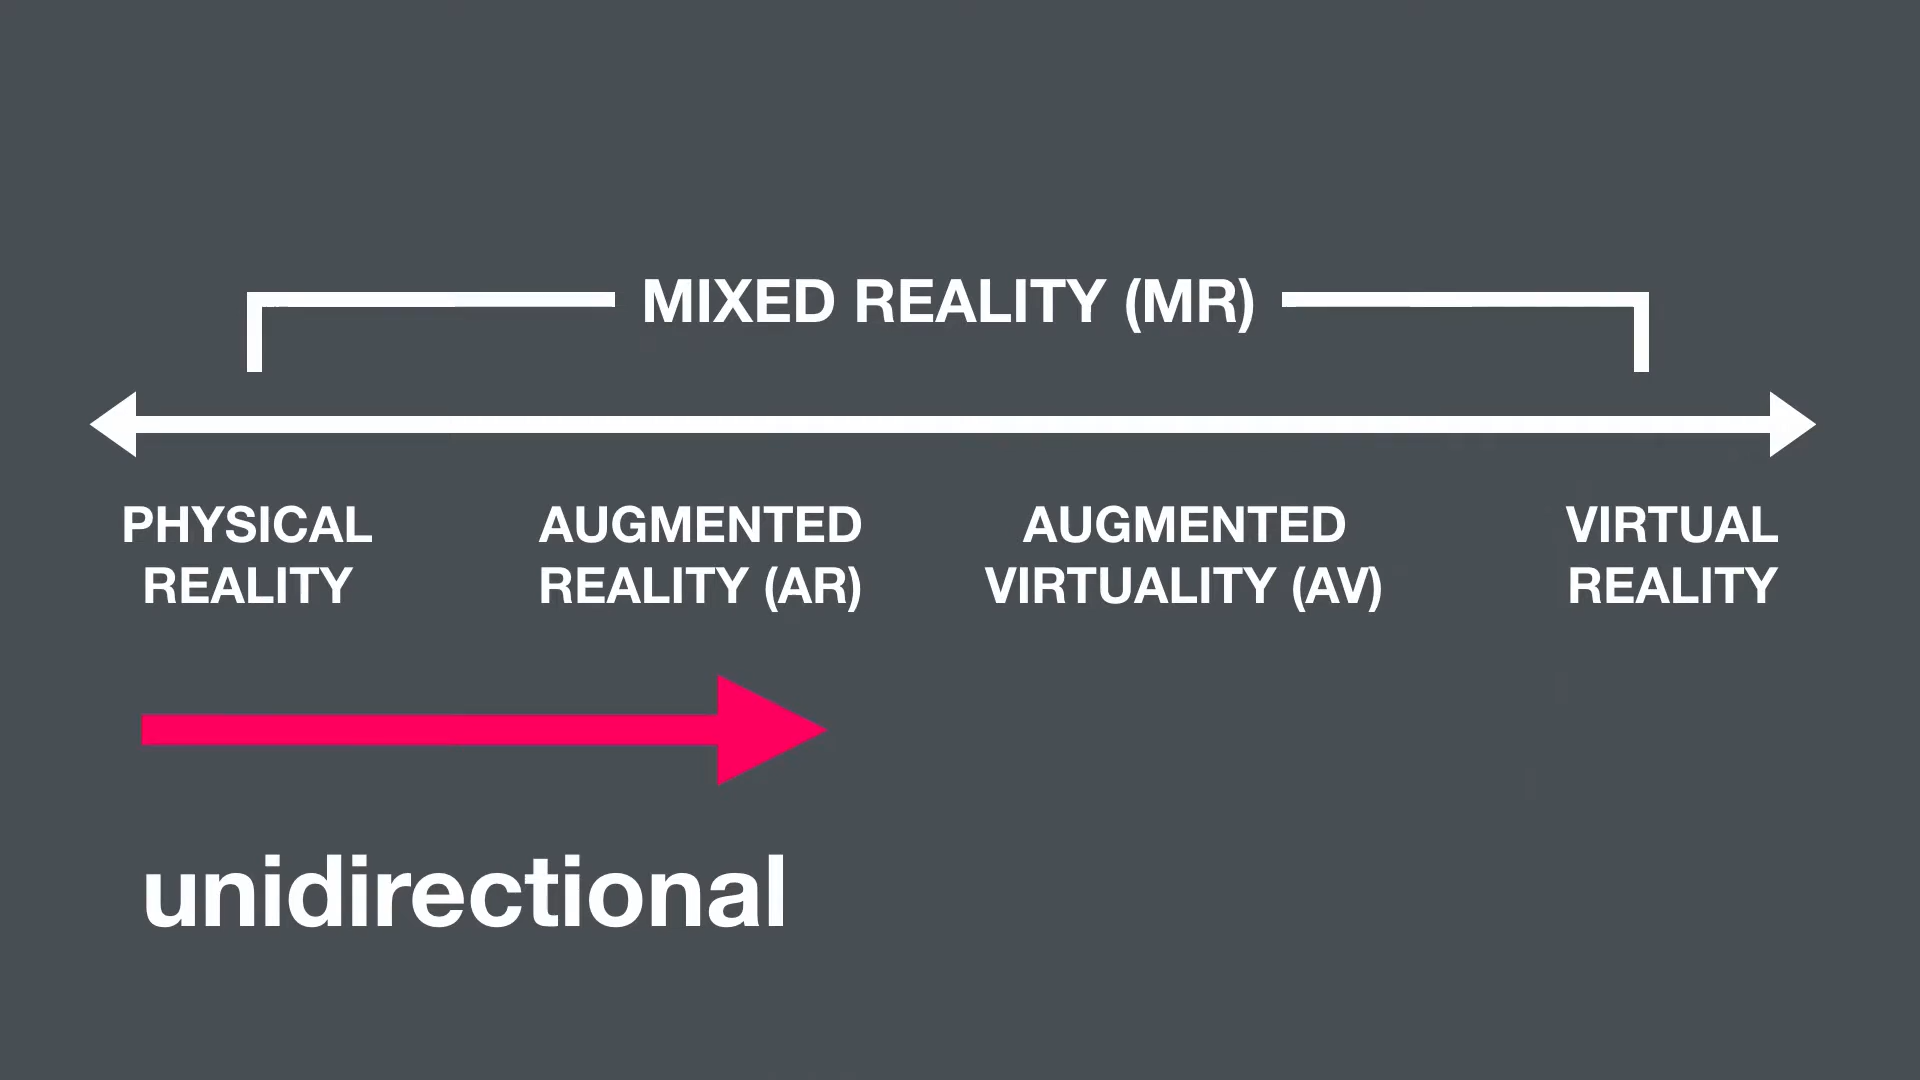 MIXED REALITY (MR)
PHYSICAL
REALITY
AUGMENTED
REALITY (AR)
AUGMENTED
VIRTUALITY (AV)
VIRTUAL
REALITY
unidirectional